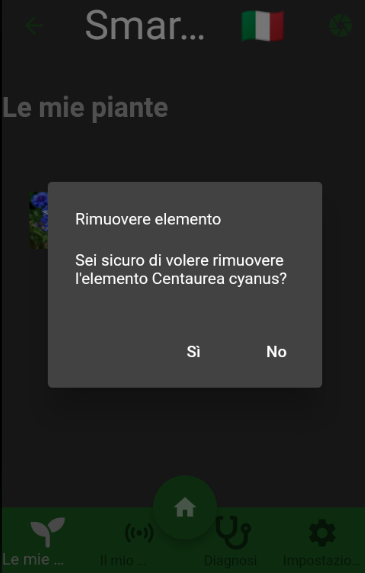 Smar...
Le mie piante
Rimuovere elemento
Sei sicuro di volere rimuovere
l'elemento Centaurea cyanus?
Sì No
Le mie ... Il mio ... Diagnosi Impostazio...